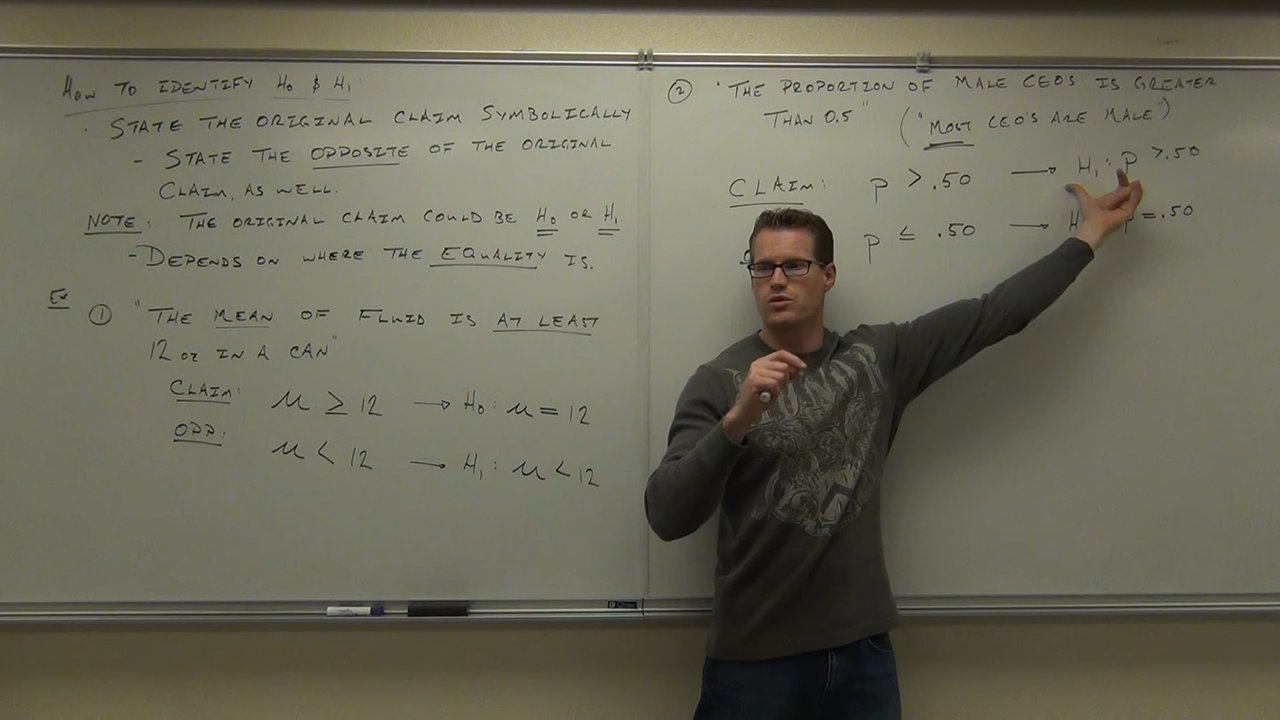 HOW TO IDENTIFY H0 & H1:
· STATE THE ORIGINAL CLAIM SYMBOLICALLY
- STATE THE OPPOSITE OF THE ORIGINAL
CLAIM, AS WELL.
NOTE: THE ORIGINAL CLAIM COULD BE H0 OR H1.
- DEPENDS ON WHERE THE EQUALITY IS.
EX ① "THE MEAN OF FLUID IS AT LEAST
12 OZ IN A CAN"
CLAIM: μ ≥ 12 → H0: μ = 12
OPP: μ < 12 → H1: μ < 12
② "THE PROPORTION OF MALE CEO'S IS GREATER
THAN 0.5" ("MOST CEO'S ARE MALE")
CLAIM: p > .50 → H1: p > .50
p ≤ .50 → H p = .50